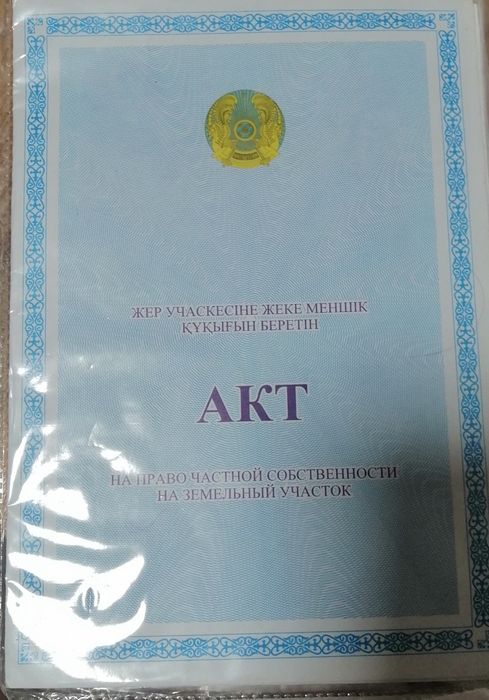 ЖЕР УЧАСКЕСІНЕ ЖЕКЕ МЕНШІК
ҚҰҚЫҒЫН БЕРЕТІН
АКТ
НА ПРАВО ЧАСТНОЙ СОБСТВЕННОСТИ
НА ЗЕМЕЛЬНЫЙ УЧАСТОК